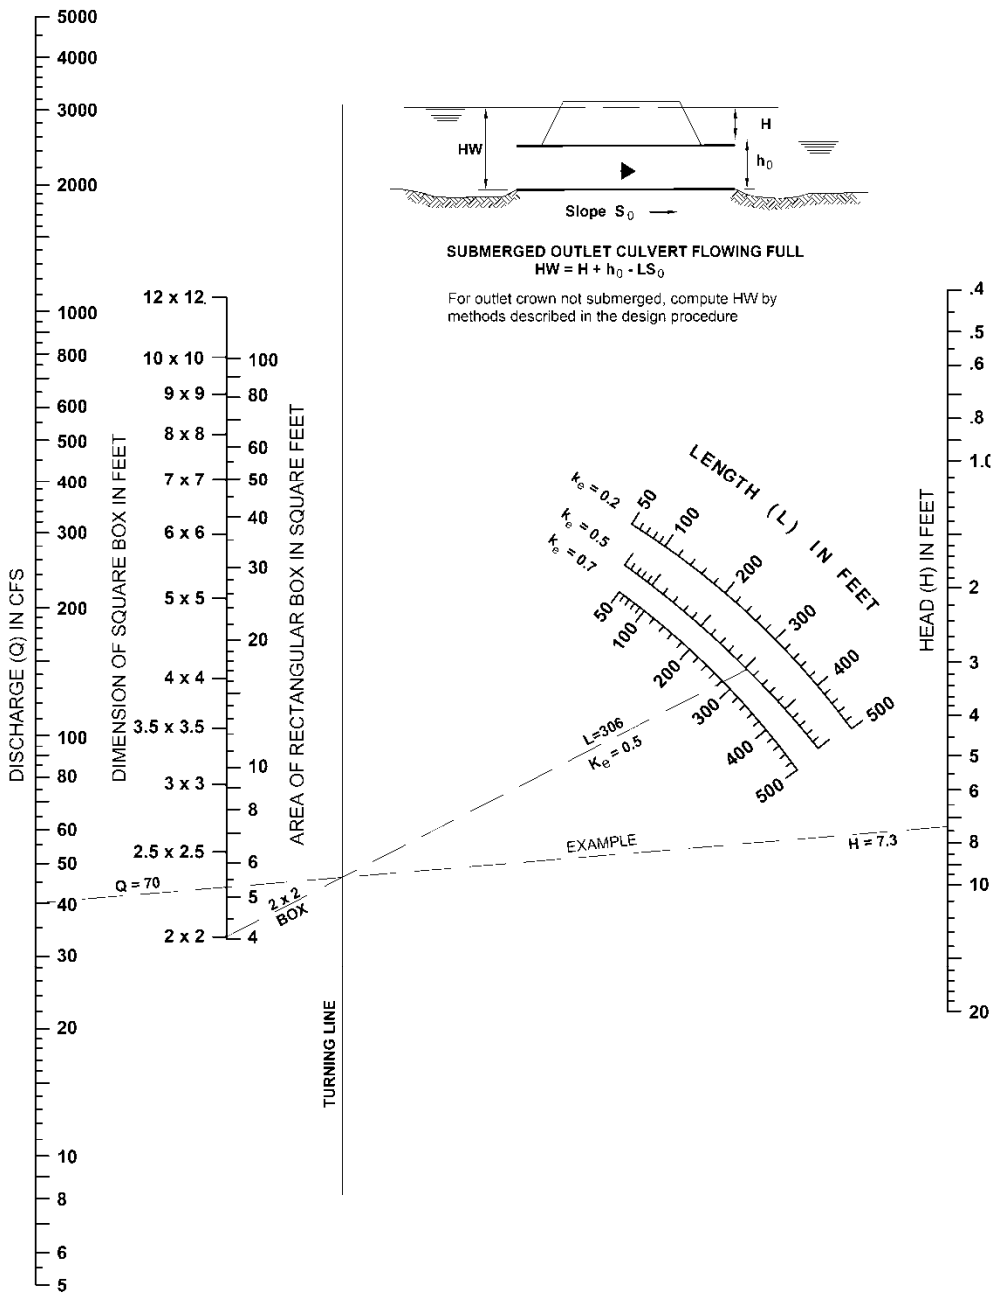 5000
4000
3000
2000
1000
800
600
500
400
300
200
100
80
60
50
40
30
20
10
8
6
5
DISCHARGE (Q) IN CFS
DIMENSION OF SQUARE BOX IN FEET
12 x 12
10 x 10
9 x 9
8 x 8
7 x 7
6 x 6
5 x 5
4 x 4
3.5 x 3.5
3 x 3
2.5 x 2.5
2 x 2
100
80
60
50
40
30
20
10
8
6
5
4
AREA OF RECTANGULAR BOX IN SQUARE FEET
TURNING LINE
HW
H
h0
Slope S0
SUBMERGED OUTLET CULVERT FLOWING FULL
HW = H + h0 - LS0
For outlet crown not submerged, compute HW by
methods described in the design procedure
LENGTH (L) IN FEET
ke = 0.2
ke = 0.5
ke = 0.7
50
100
200
300
400
500
50
100
200
300
400
500
L=306
Ke = 0.5
EXAMPLE
H = 7.3
Q = 70
2 x 2
BOX
HEAD (H) IN FEET
.4
.5
.6
.8
1.0
2
3
4
5
6
8
10
20